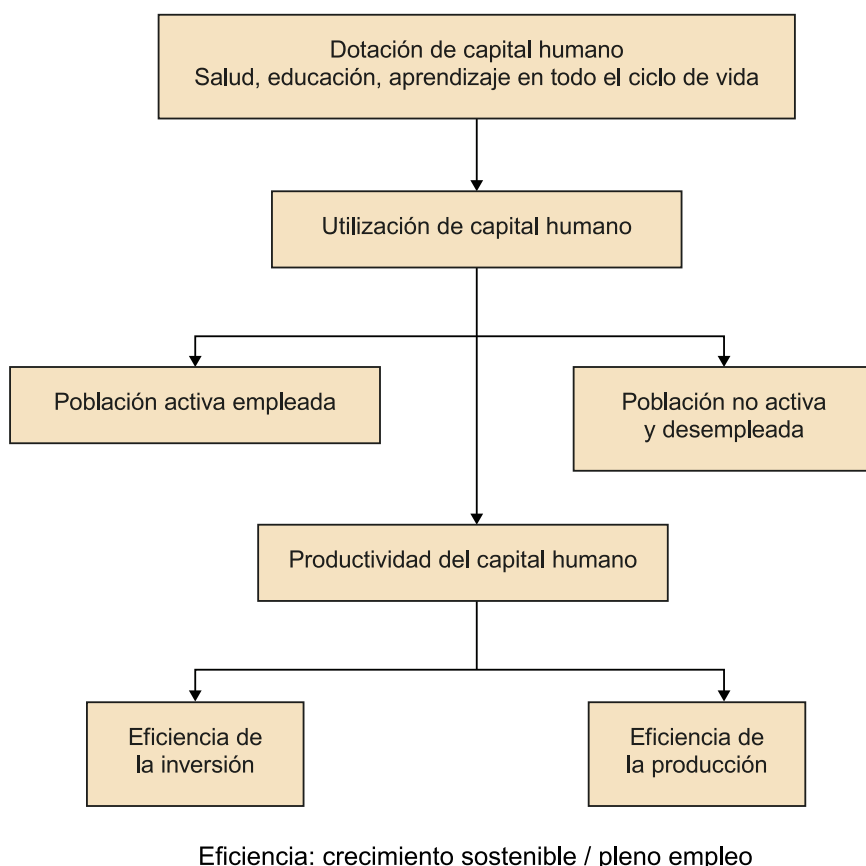 Dotación de capital humano
Salud, educación, aprendizaje en todo el ciclo de vida
Utilización de capital humano
Población activa empleada
Población no activa
y desempleada
Productividad del capital humano
Eficiencia de
la inversión
Eficiencia de
la producción
Eficiencia: crecimiento sostenible / pleno empleo